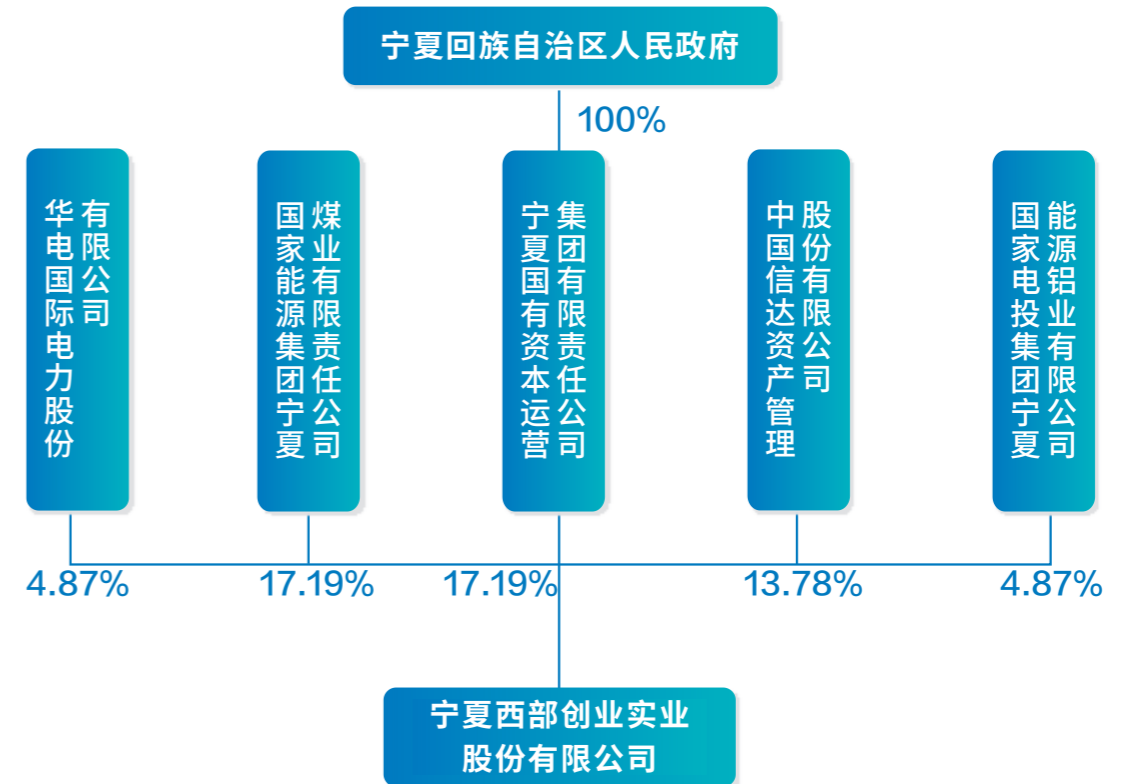 宁夏回族自治区人民政府
100%
华电国际电力股份
有限公司
国家能源集团宁夏
煤业有限责任公司
宁夏国有资本运营
集团有限责任公司
中国信达资产管理
股份有限公司
国家电投集团宁夏
能源铝业有限公司
4.87%
17.19%
17.19%
13.78%
4.87%
宁夏西部创业实业
股份有限公司